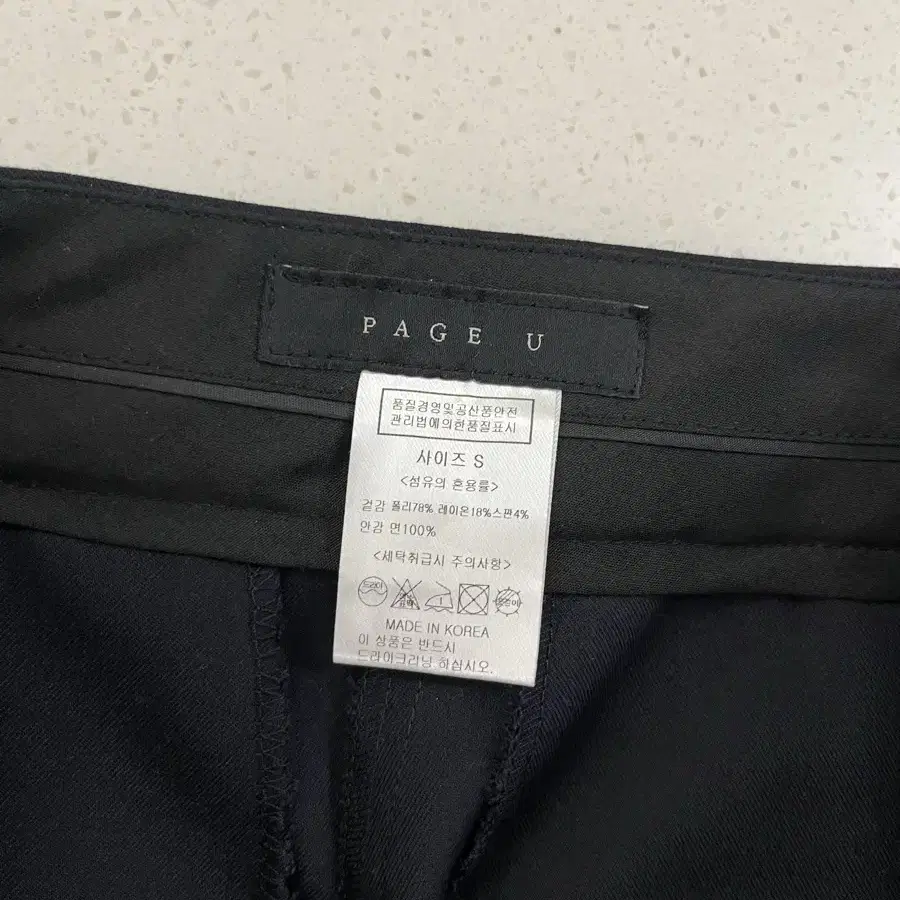 PAGE U
품질경영및공산품안전
관리법에의한품질표시
사이즈 S
<섬유의 혼용률>
겉감 폴리78% 레이온18%스판4%
안감 면100%
<세탁취급시 주의사항>
드라이
MADE IN KOREA
이 상품은 반드시
드라이크리닝.하십시오.